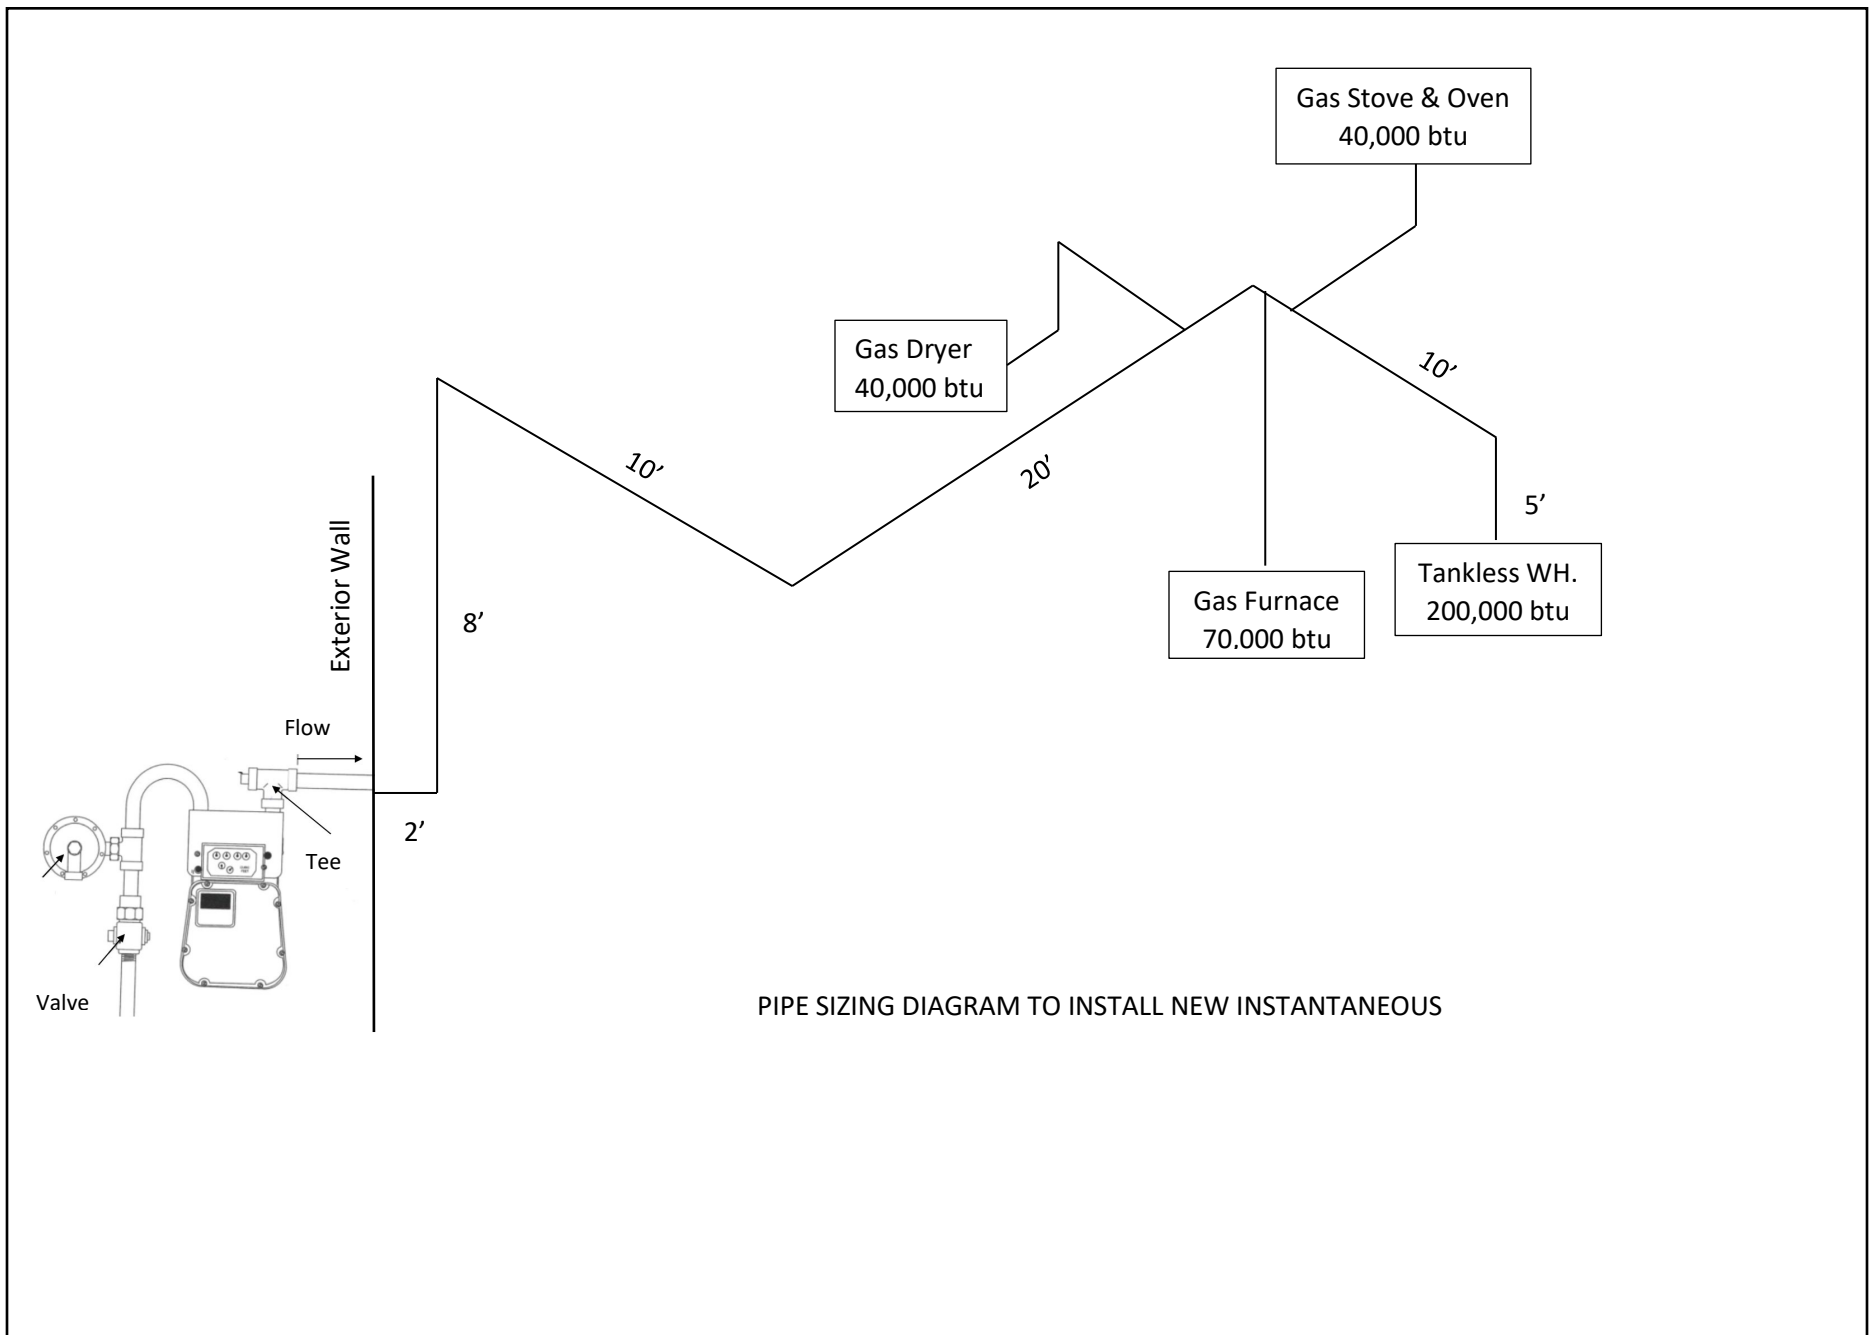 Gas Stove & Oven
40,000 btu
Gas Dryer
40,000 btu
10’
10’
20’
5’
Exterior Wall
8’
Gas Furnace
70,000 btu
Tankless WH.
200,000 btu
Flow
2’
Tee
Valve
PIPE SIZING DIAGRAM TO INSTALL NEW INSTANTANEOUS